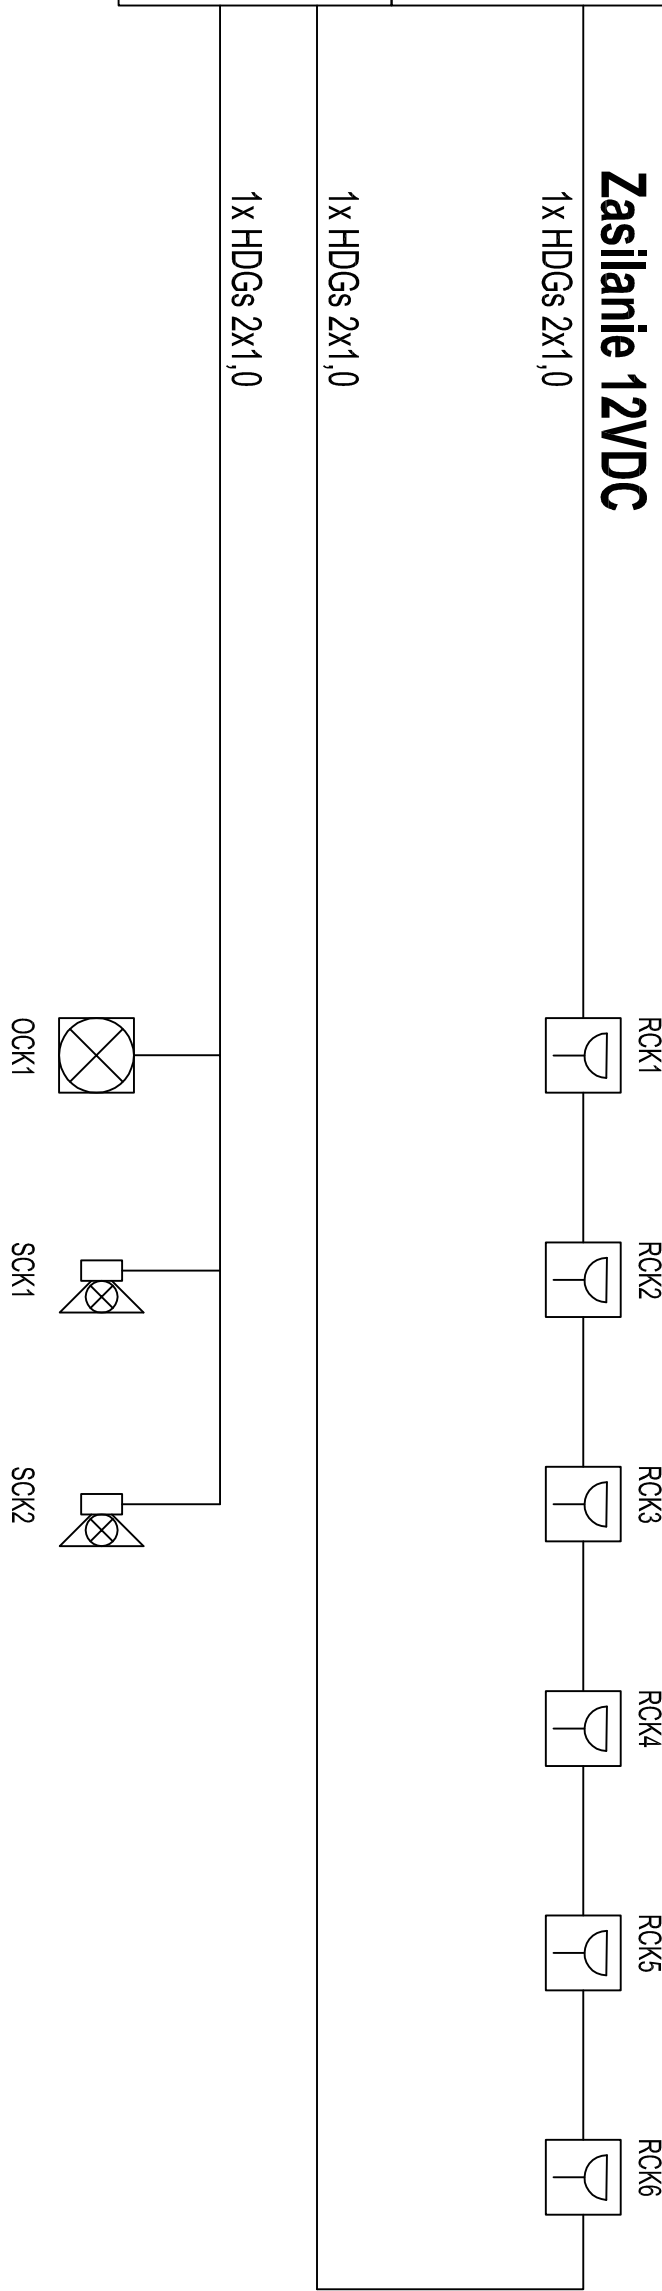 Zasilanie 12VDC
1x HDGs 2x1,0
1x HDGs 2x1,0
1x HDGs 2x1,0
RCK1
RCK2
RCK3
RCK4
RCK5
RCK6
OCK1
SCK1
SCK2